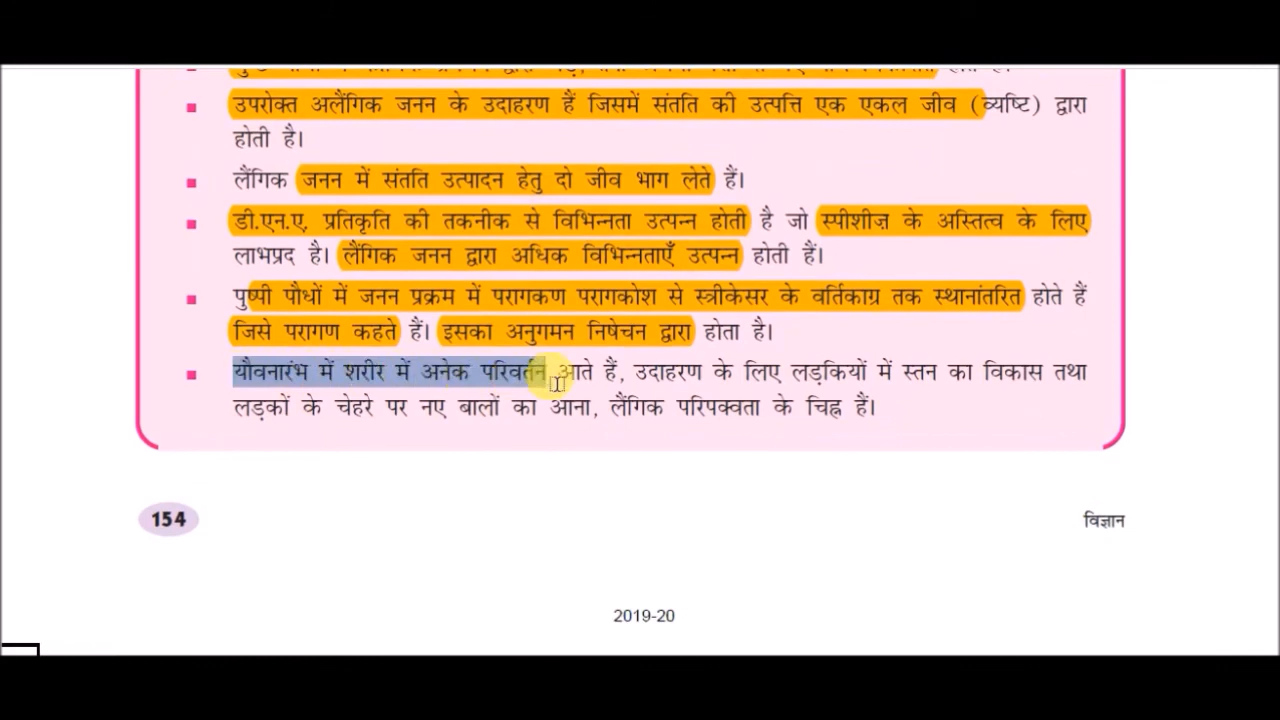 उपरोक्त अलैंगिक जनन के उदाहरण हैं जिसमें संतति की उत्पत्ति एक एकल जीव (व्यष्टि) द्वारा
होती है।
लैंगिक जनन में संतति उत्पादन हेतु दो जीव भाग लेते हैं।
डी.एन.ए. प्रतिकृति की तकनीक से विभिन्नता उत्पन्न होती है जो स्पीशीज़ के अस्तित्व के लिए
लाभप्रद है। लैंगिक जनन द्वारा अधिक विभिन्नताएँ उत्पन्न होती हैं।
पुष्पी पौधों में जनन प्रक्रम में परागकण परागकोश से स्त्रीकेसर के वर्तिकाग्र तक स्थानांतरित होते हैं
जिसे परागण कहते हैं। इसका अनुगमन निषेचन द्वारा होता है।
यौवनारंभ में शरीर में अनेक परिवर्तन आते हैं, उदाहरण के लिए लड़कियों में स्तन का विकास तथा
लड़कों के चेहरे पर नए बालों का आना, लैंगिक परिपक्वता के चिह्न हैं।
154
विज्ञान
2019-20